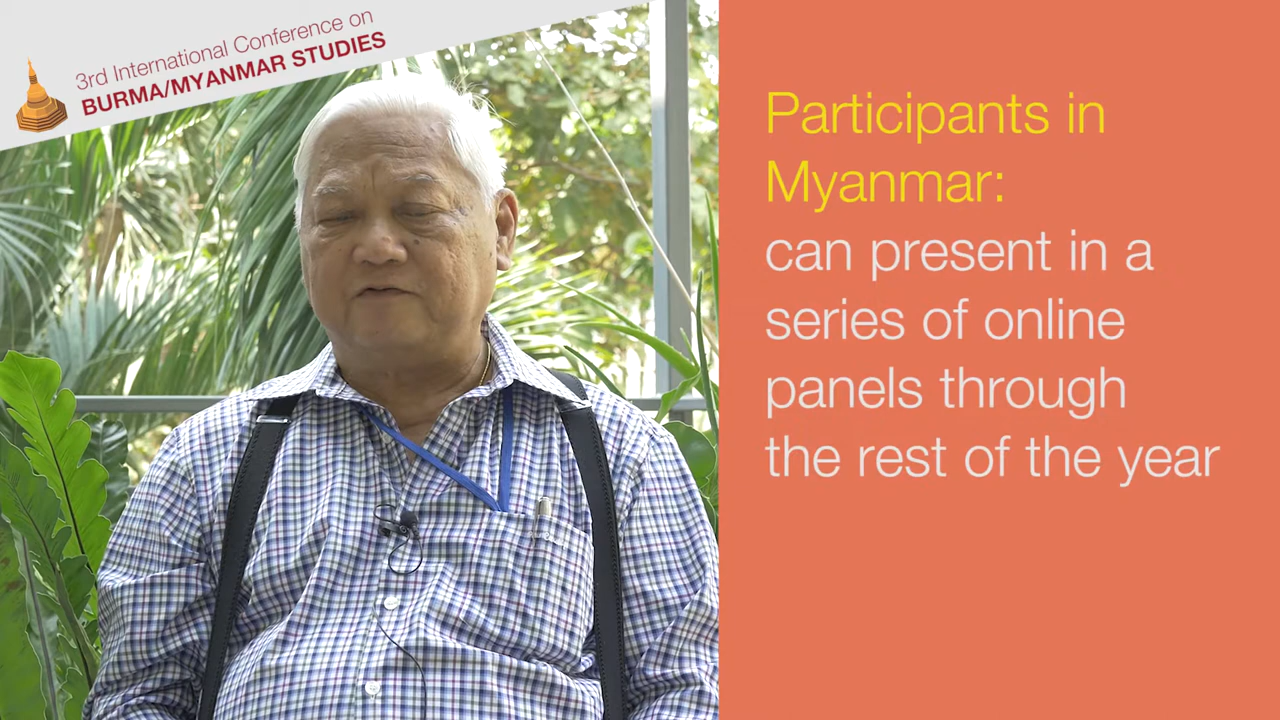 3rd International Conference on
BURMA/MYANMAR STUDIES
Participants in
Myanmar:
can present in a
series of online
panels through
the rest of the year